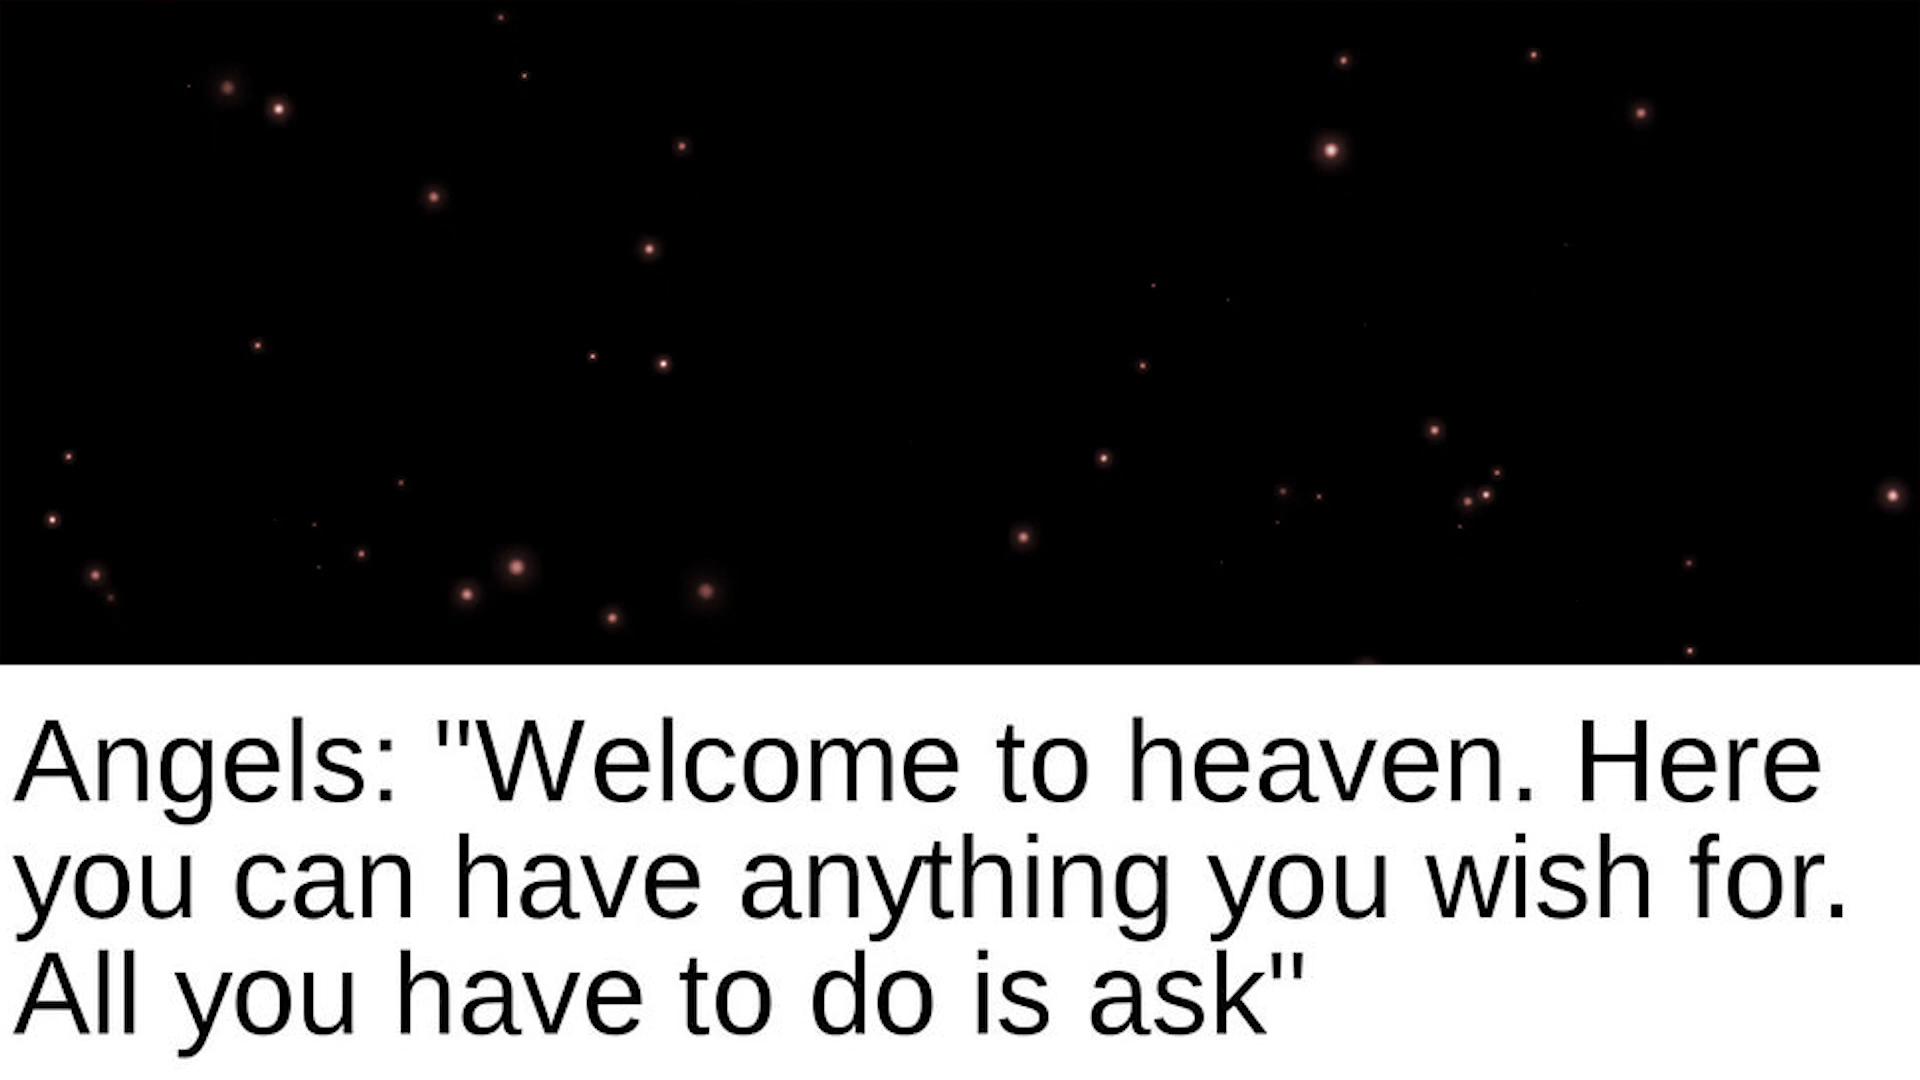 Angels: "Welcome to heaven. Here
you can have anything you wish for.
All you have to do is ask"